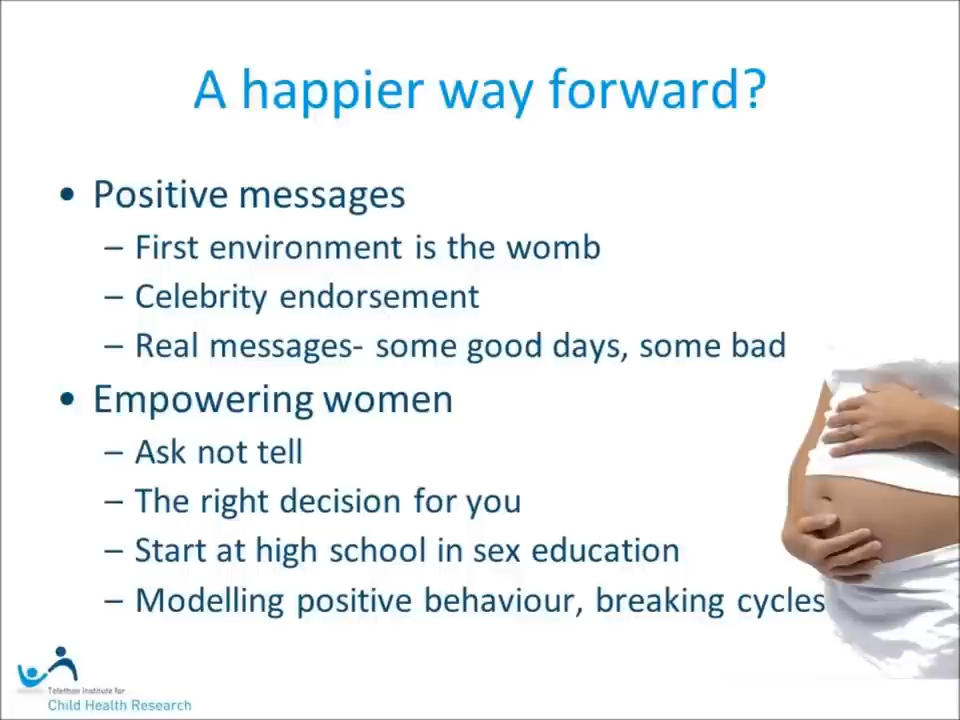 A happier way forward?
• Positive messages
– First environment is the womb
– Celebrity endorsement
– Real messages- some good days, some bad
• Empowering women
– Ask not tell
– The right decision for you
– Start at high school in sex education
– Modelling positive behaviour, breaking cycles
Telethon Institute for
Child Health Research